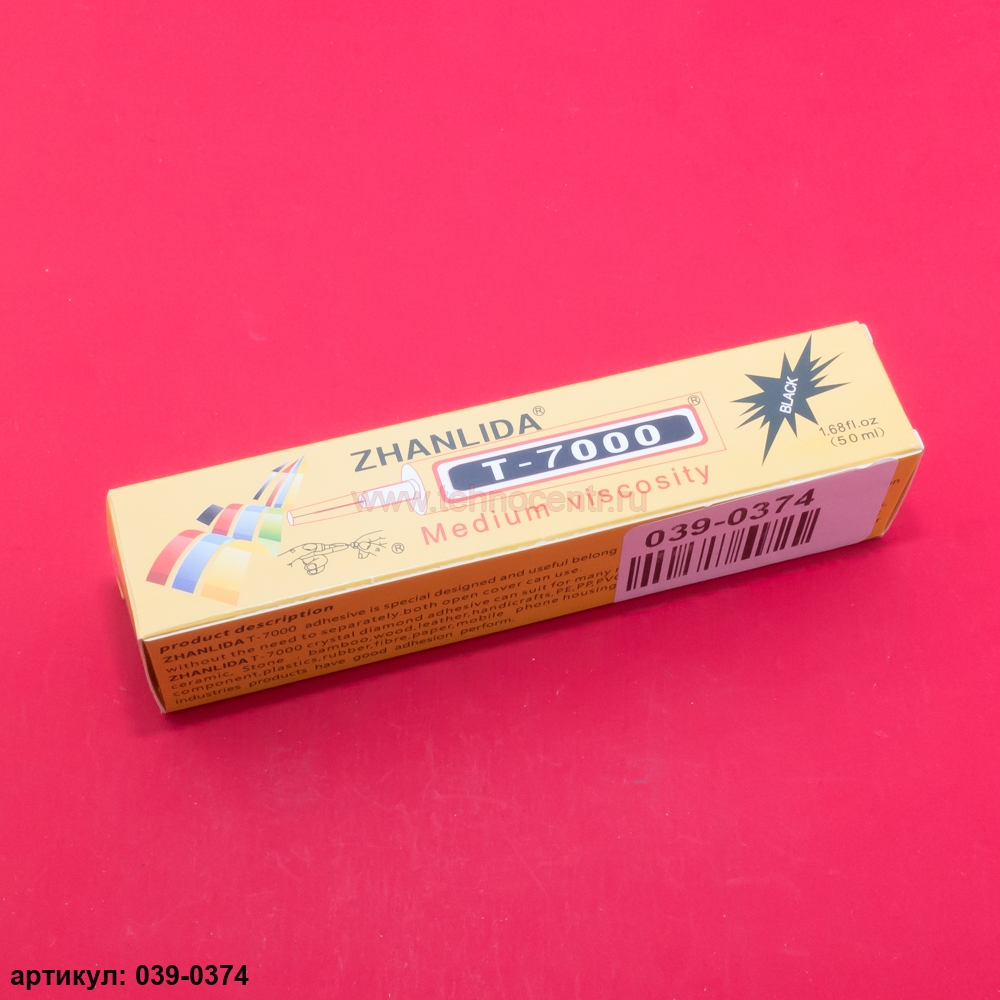 ZHANLIDA®
T-7000®
Medium viscosity
BLACK
1.68fl.oz
(50ml)
®
www.tehnocentr.ru
039-0374
product description
ZHANLIDA T-7000 adhesive is special designed and useful belong
without the need to separately.both open cover can use.
ZHANLIDA T-7000 crystal diamond adhesive can suit for many
ceramic. Stone bamboo,wood,leather,handicrafts,PE,PP,PVC
component,plastics,rubber,fibre,paper,mobile phone housing
industries products have good adhesion perform.
артикул: 039-0374